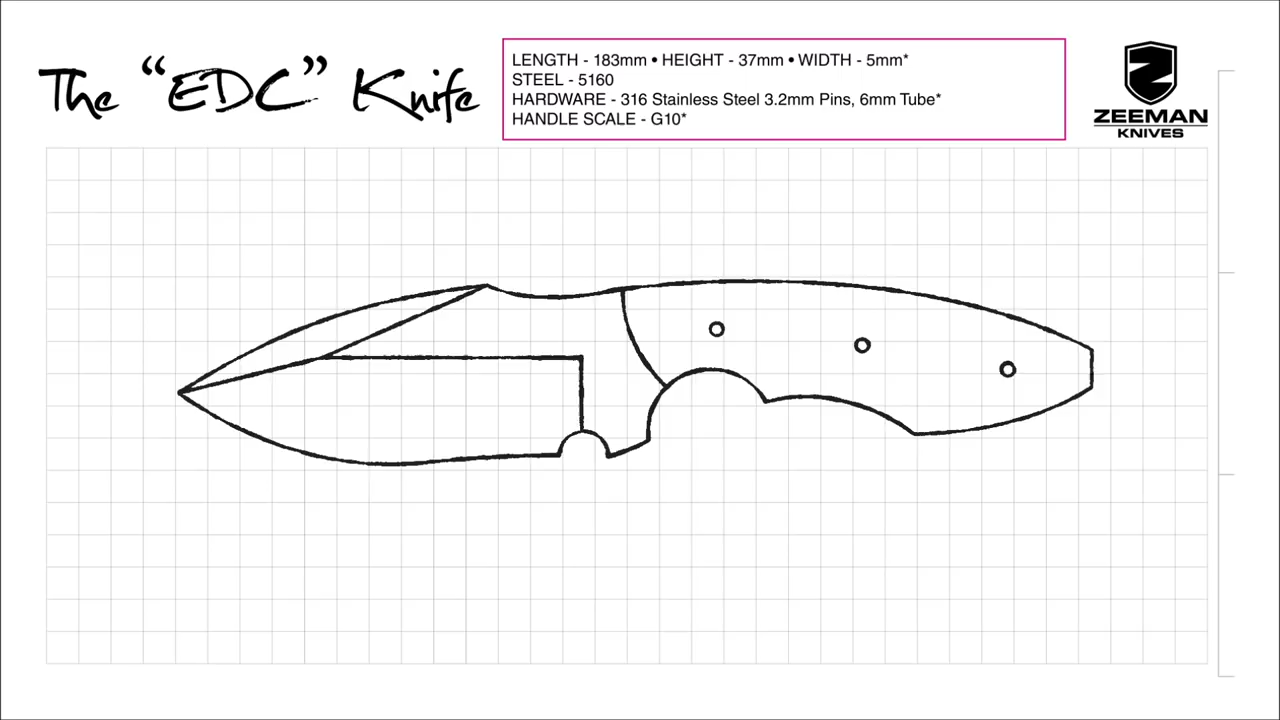 The “EDC” Knife
LENGTH - 183mm • HEIGHT - 37mm • WIDTH - 5mm*
STEEL - 5160
HARDWARE - 316 Stainless Steel 3.2mm Pins, 6mm Tube*
HANDLE SCALE - G10*
ZEEMAN
KNIVES